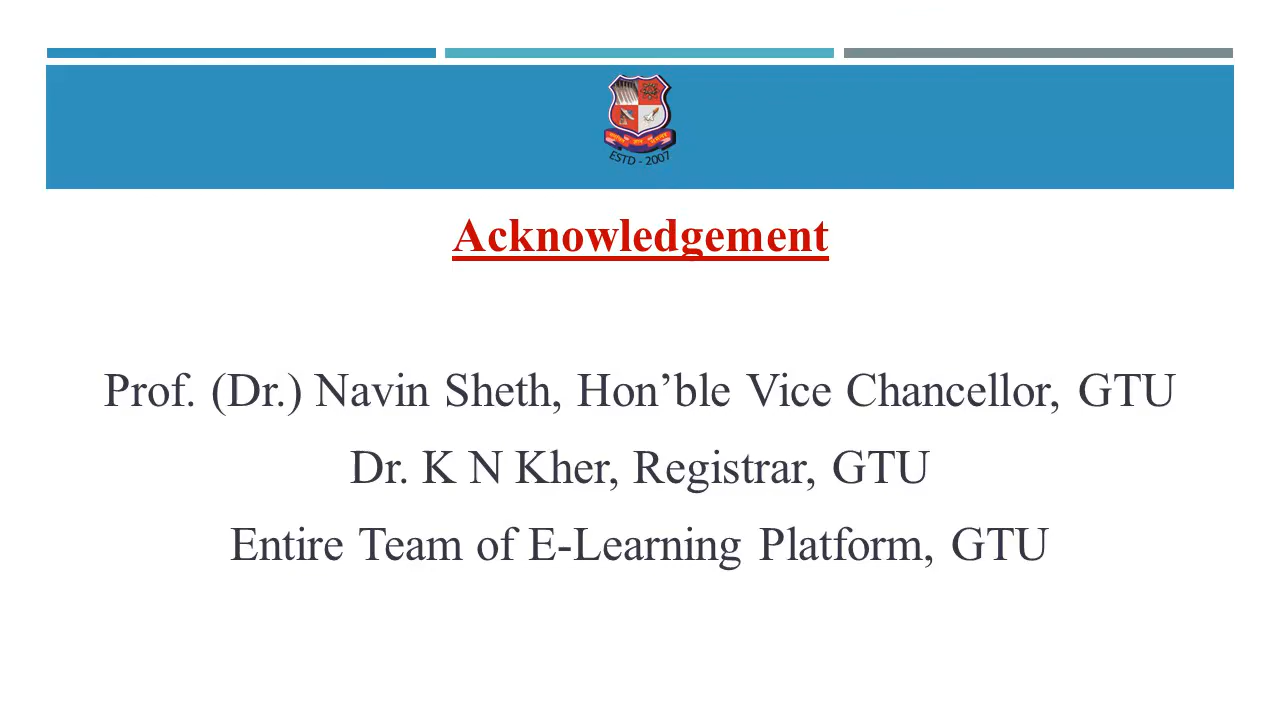 ESTD - 2007
Acknowledgement
Prof. (Dr.) Navin Sheth, Hon’ble Vice Chancellor, GTU
Dr. K N Kher, Registrar, GTU
Entire Team of E-Learning Platform, GTU